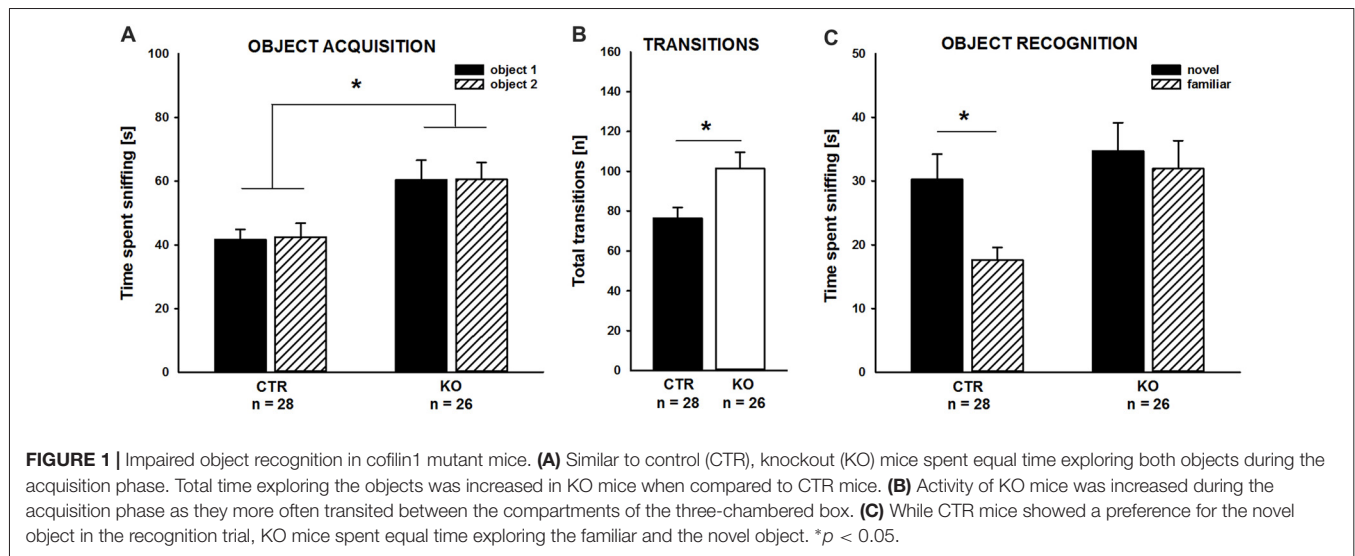 A
OBJECT ACQUISITION
100
80
60
40
20
0
Time spent sniffing [s]
object 1
object 2
*
CTR
n = 28
KO
n = 26
B
TRANSITIONS
160
140
120
100
80
60
40
20
0
Total transitions [n]
*
CTR
n = 28
KO
n = 26
C
OBJECT RECOGNITION
50
40
30
20
10
0
Time spent sniffing [s]
novel
familiar
*
CTR
n = 28
KO
n = 26
FIGURE 1 | Impaired object recognition in cofilin1 mutant mice. (A) Similar to control (CTR), knockout (KO) mice spent equal time exploring both objects during the
acquisition phase. Total time exploring the objects was increased in KO mice when compared to CTR mice. (B) Activity of KO mice was increased during the
acquisition phase as they more often transited between the compartments of the three-chambered box. (C) While CTR mice showed a preference for the novel
object in the recognition trial, KO mice spent equal time exploring the familiar and the novel object. *p < 0.05.